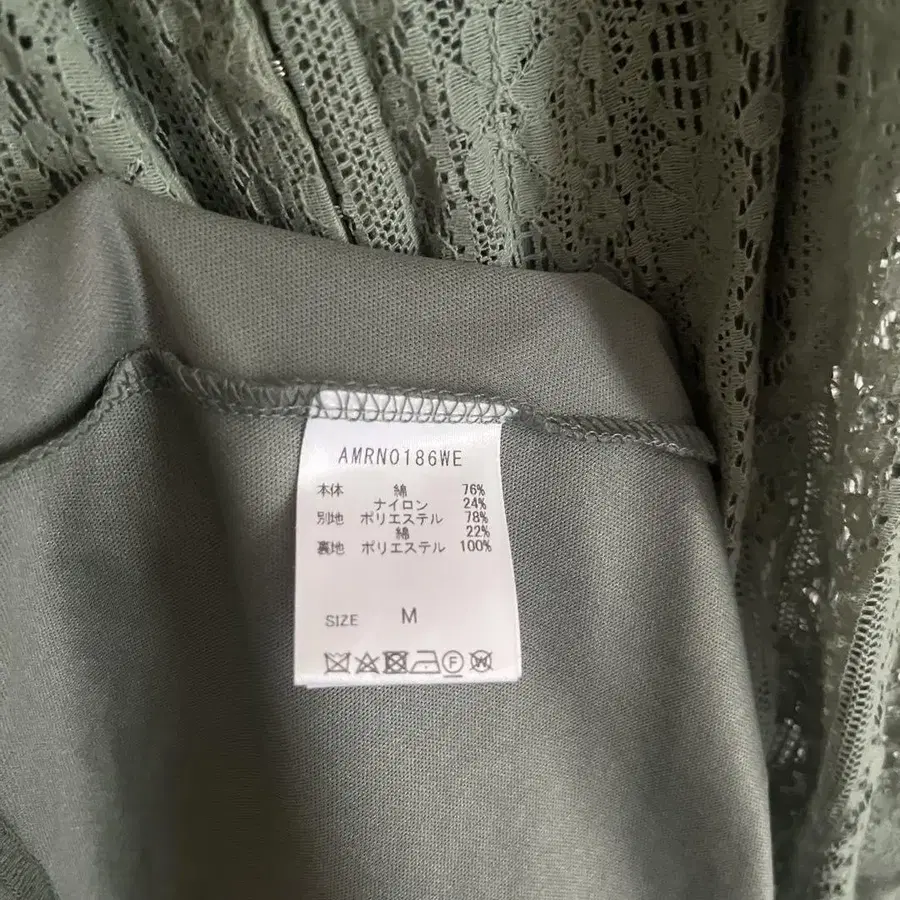 AMRN0186WE
本体 綿 76%
ナイロン 24%
別地 ポリエステル 78%
綿 22%
裏地 ポリエステル 100%
SIZE M
F W